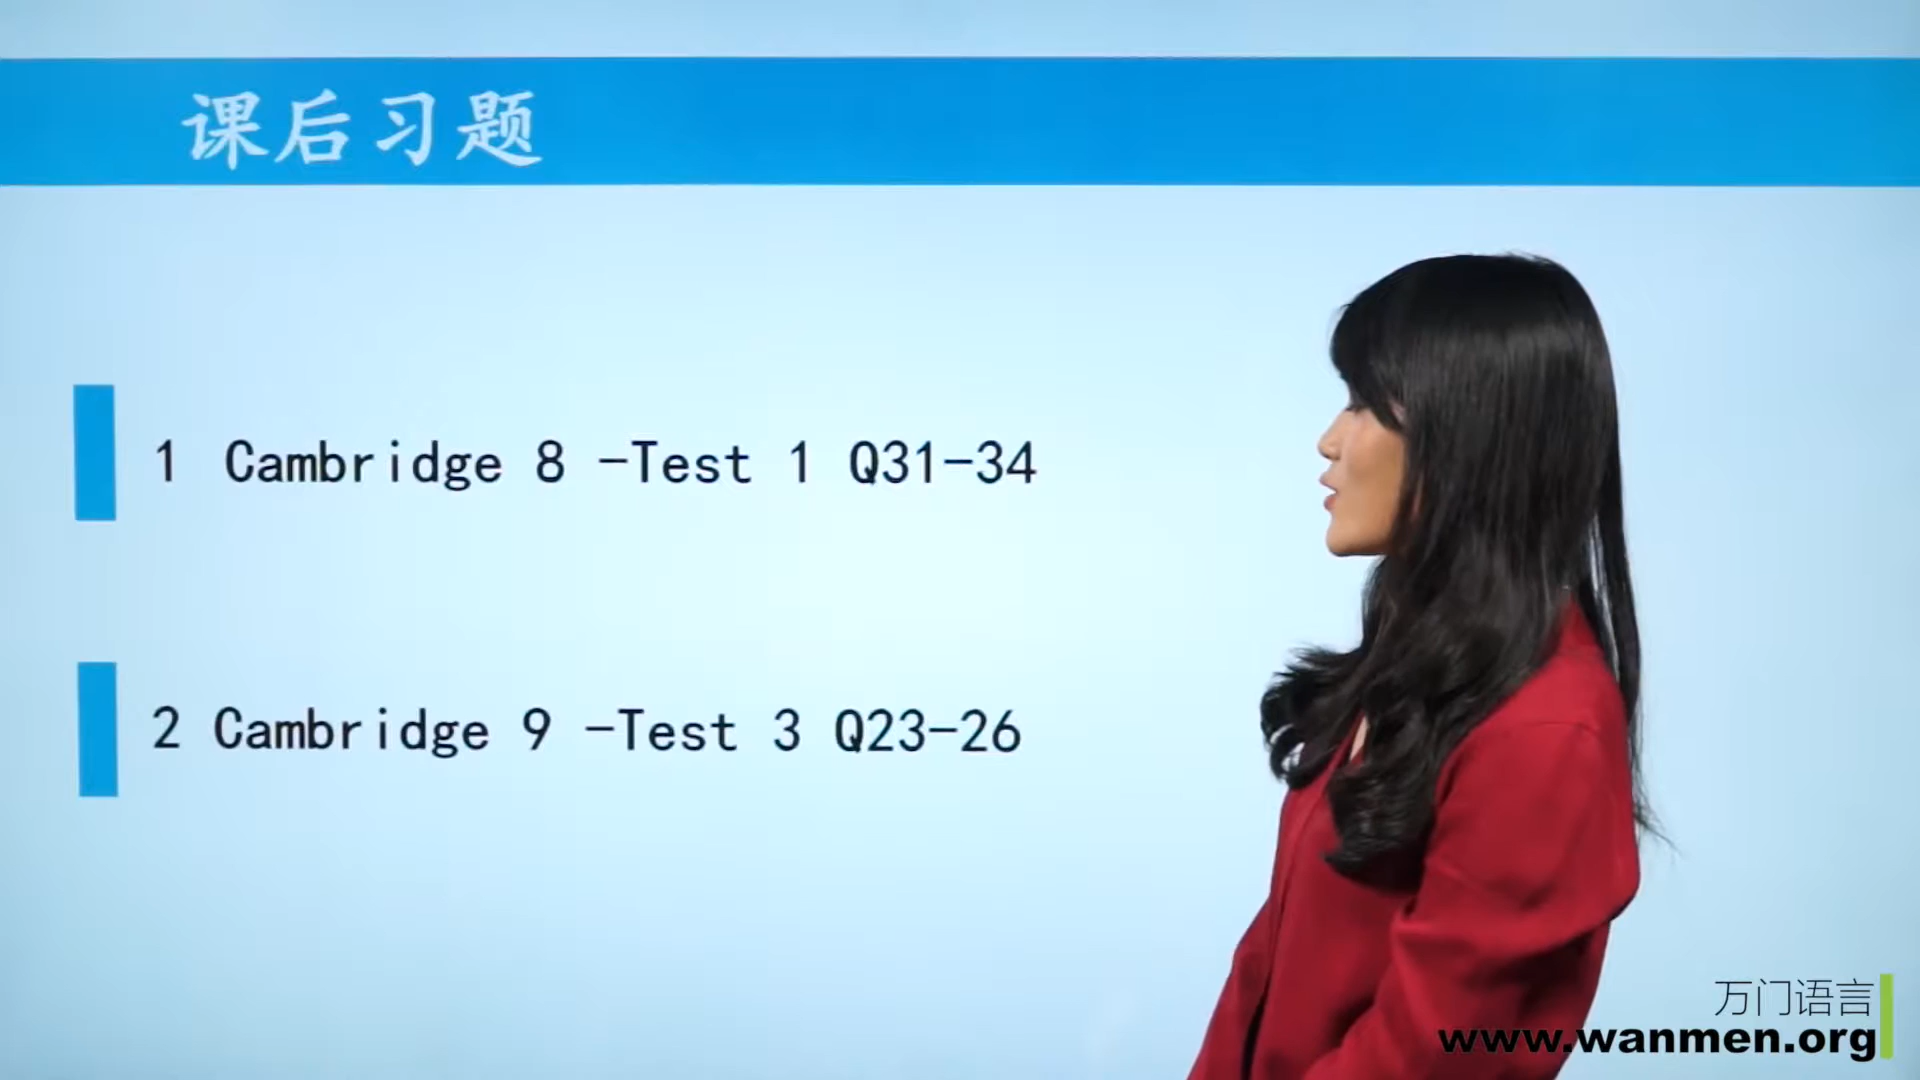 课后习题
1 Cambridge 8 -Test 1 Q31-34
2 Cambridge 9 -Test 3 Q23-26
万门语言
www.wanmen.org